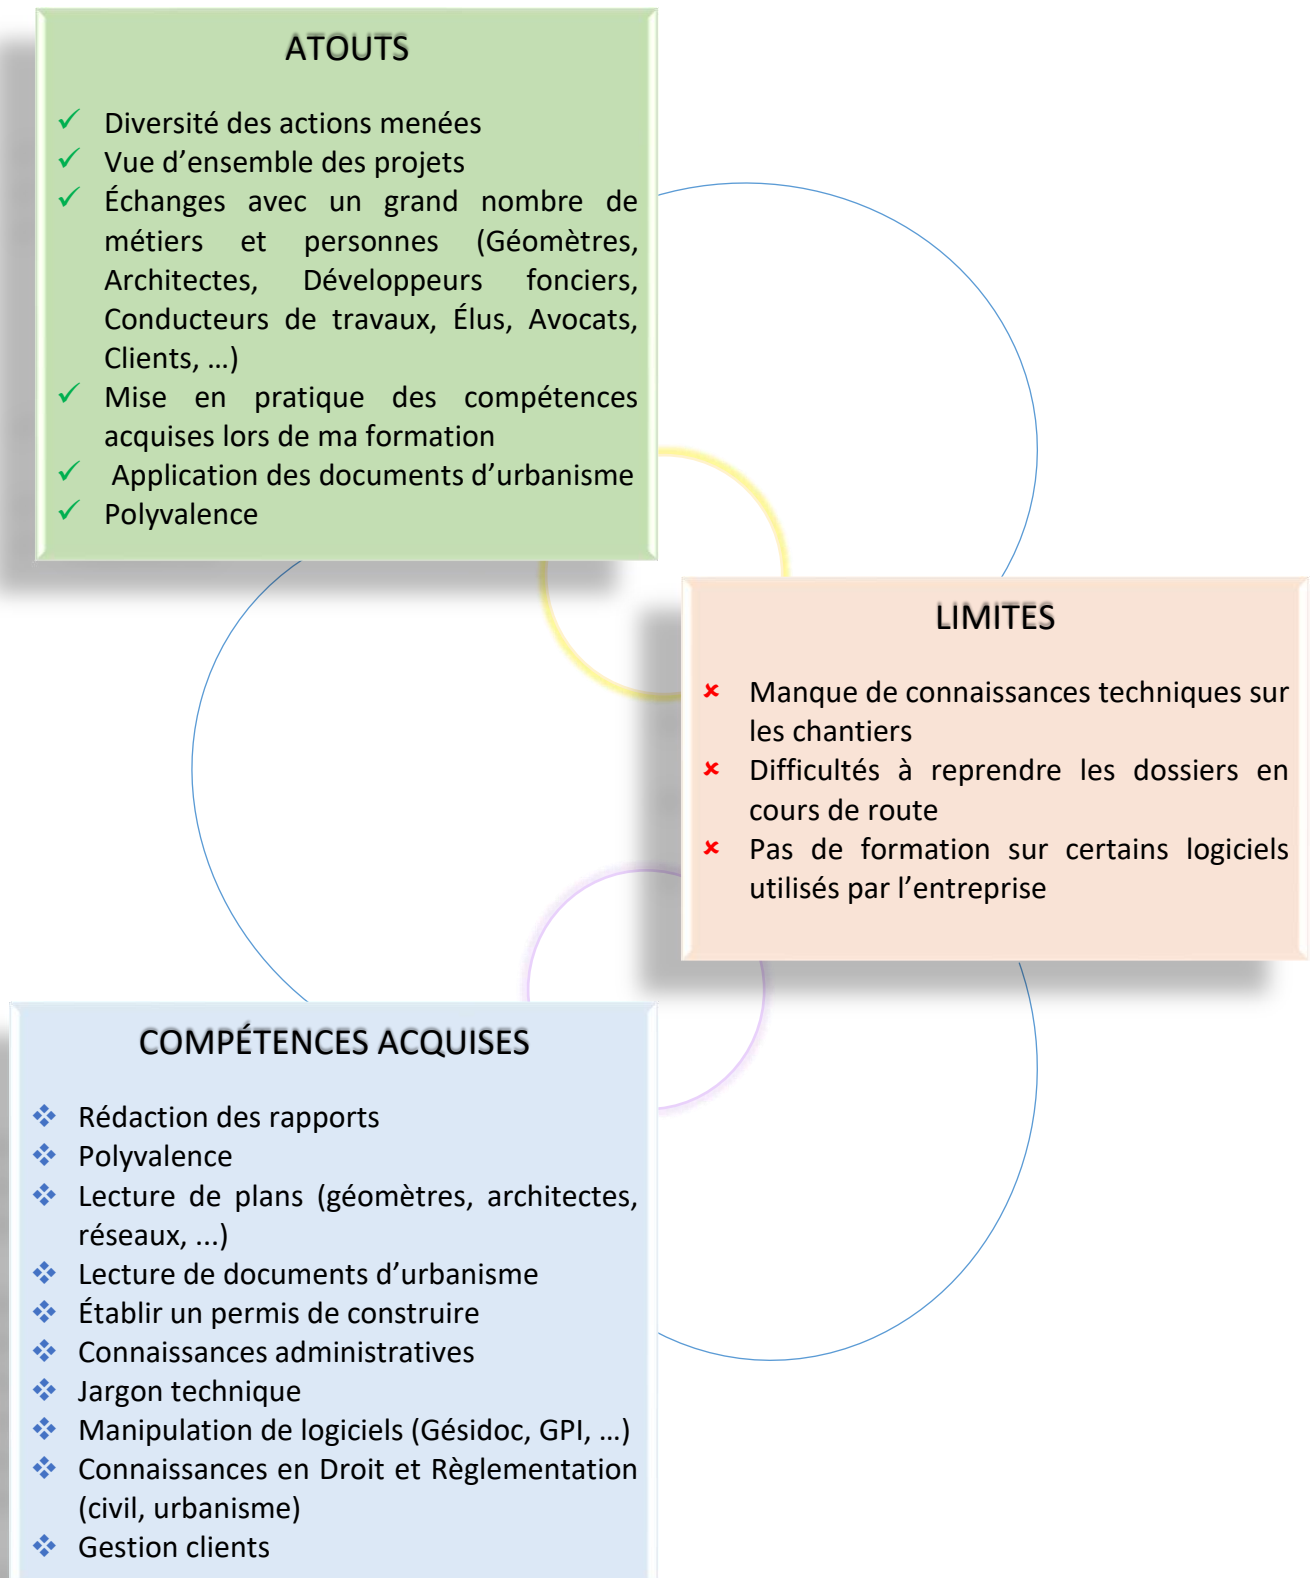 ATOUTS
✓ Diversité des actions menées
✓ Vue d’ensemble des projets
✓ Échanges avec un grand nombre de
métiers et personnes (Géomètres,
Architectes, Développeurs fonciers,
Conducteurs de travaux, Élus, Avocats,
Clients, …)
✓ Mise en pratique des compétences
acquises lors de ma formation
✓ Application des documents d’urbanisme
✓ Polyvalence
LIMITES
✘ Manque de connaissances techniques sur
les chantiers
✘ Difficultés à reprendre les dossiers en
cours de route
✘ Pas de formation sur certains logiciels
utilisés par l’entreprise
COMPÉTENCES ACQUISES
❖ Rédaction des rapports
❖ Polyvalence
❖ Lecture de plans (géomètres, architectes,
réseaux, ...)
❖ Lecture de documents d’urbanisme
❖ Établir un permis de construire
❖ Connaissances administratives
❖ Jargon technique
❖ Manipulation de logiciels (Gésidoc, GPI, …)
❖ Connaissances en Droit et Règlementation
(civil, urbanisme)
❖ Gestion clients